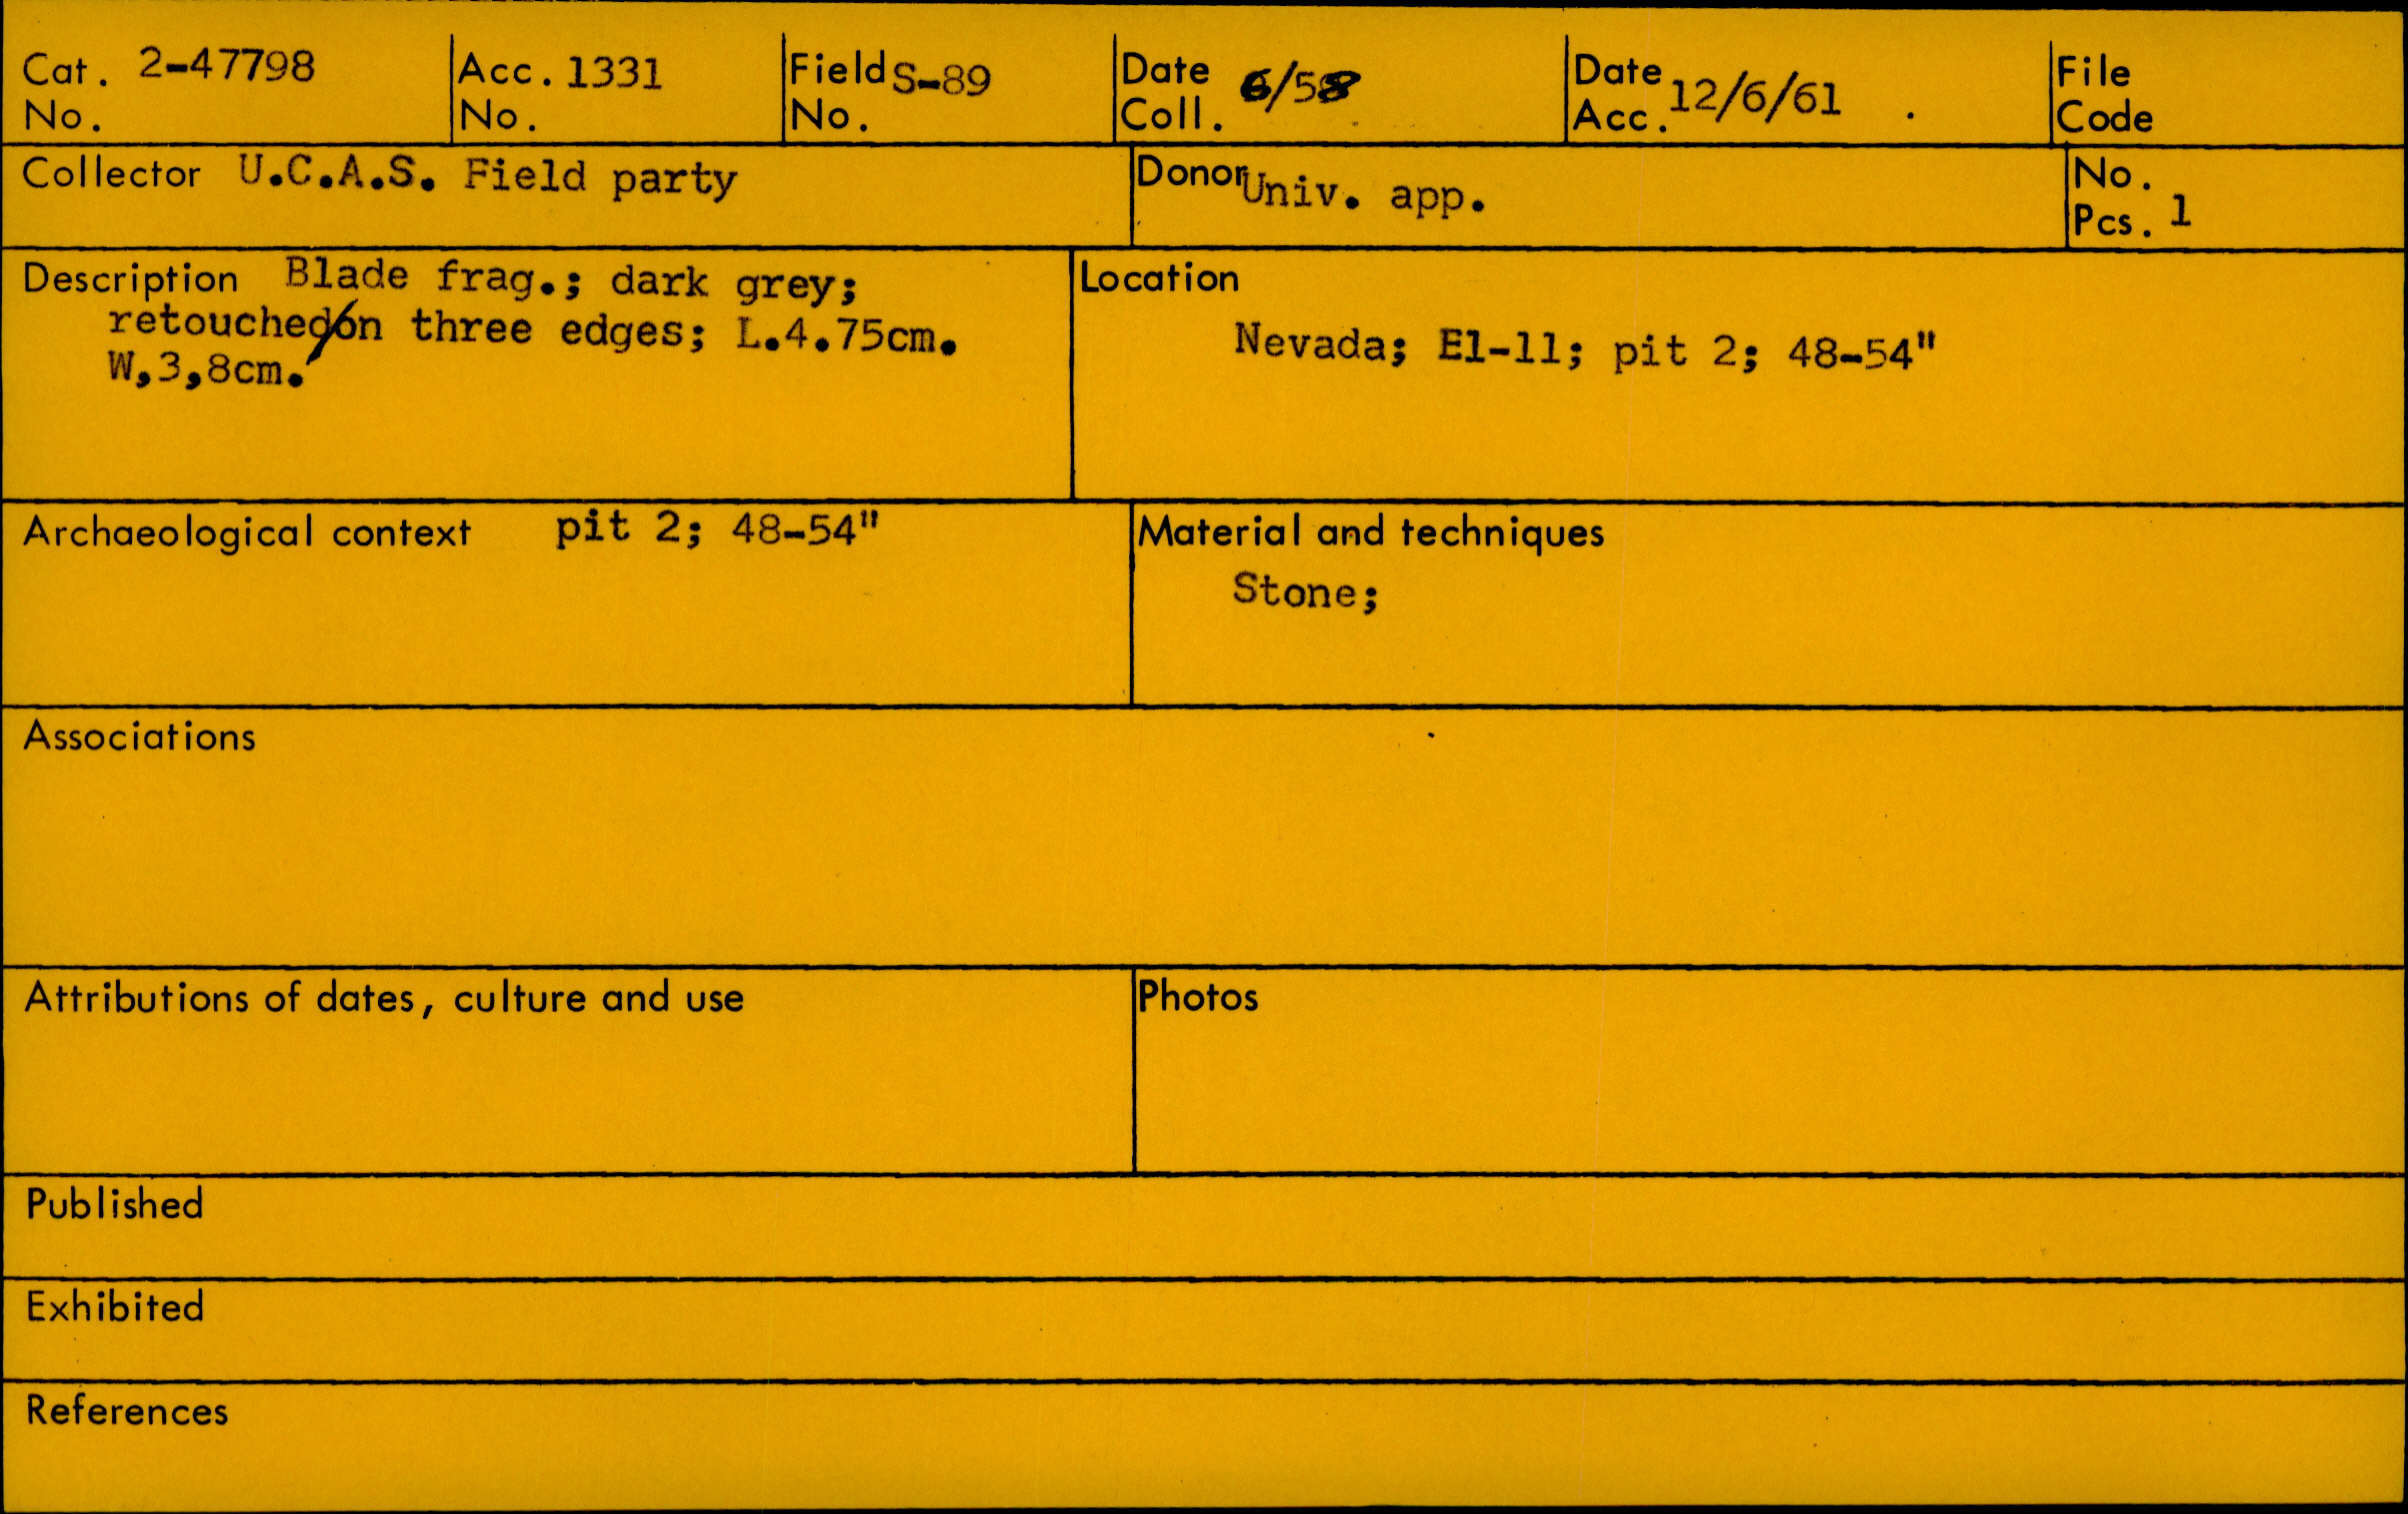 Cat. No. 2-47798
Acc. No. 1331
Field No. S-89
Date Coll. 6/58
Date Acc. 12/6/61
File Code
Collector U.C.A.S. Field party
Donor Univ. app.
No. Pcs. 1
Description Blade frag.; dark grey;
retouched/on three edges; L.4.75cm.
W,3,8cm.
Location
Nevada; El-11; pit 2; 48-54"
Archaeological context pit 2; 48-54"
Material and techniques
Stone;
Associations
Attributions of dates, culture and use
Photos
Published
Exhibited
References